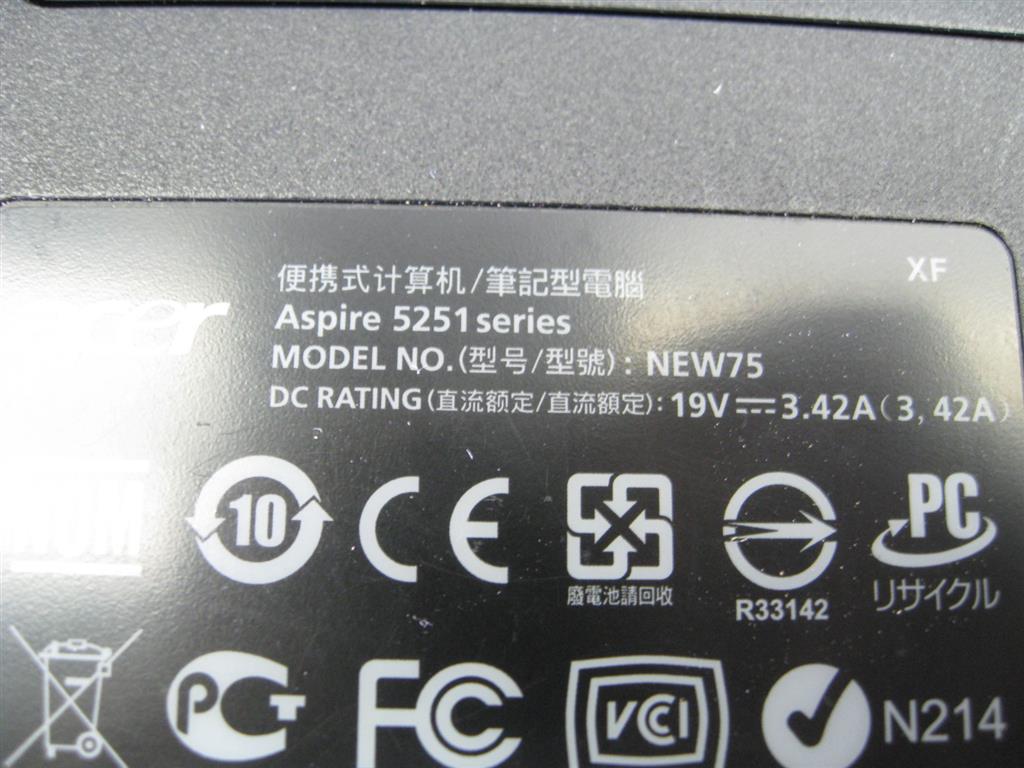 XF
便携式计算机/筆記型電腦
acer
Aspire 5251 series
MODEL NO.(型号/型號): NEW75
DC RATING(直流额定/直流額定): 19V⎓3.42A(3,42A)
10
CE
廢電池請回收
R33142
PC
リサイクル
PCT
FC
VCCI
N214